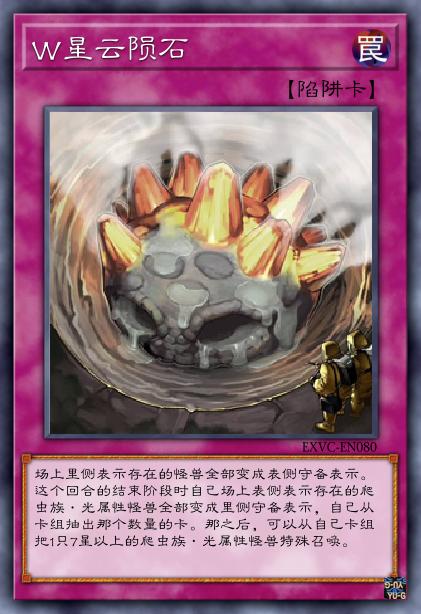 W星云陨石
罠
【陷阱卡】
EXVC-EN080
场上里侧表示存在的怪兽全部变成表侧守备表示。
这个回合的结束阶段时自己场上表侧表示存在的爬
虫族·光属性怪兽全部变成里侧守备表示，自己从
卡组抽出那个数量的卡。那之后，可以从自己卡组
把1只7星以上的爬虫族·光属性怪兽特殊召唤。